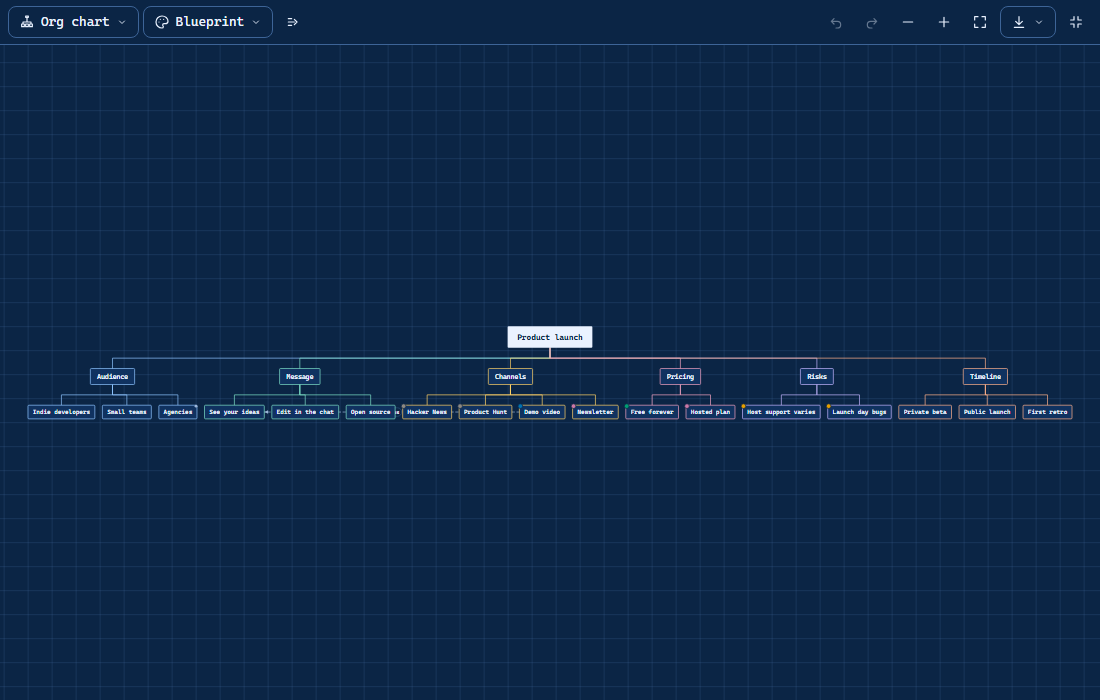 Org chart
Blueprint
Product launch
Audience
Message
Channels
Pricing
Risks
Timeline
Indie developers
Small teams
Agencies
See your ideas
Edit in the chat
Open source
Hacker News
Product Hunt
Demo video
Newsletter
Free forever
Hosted plan
Host support varies
Launch day bugs
Private beta
Public launch
First retro